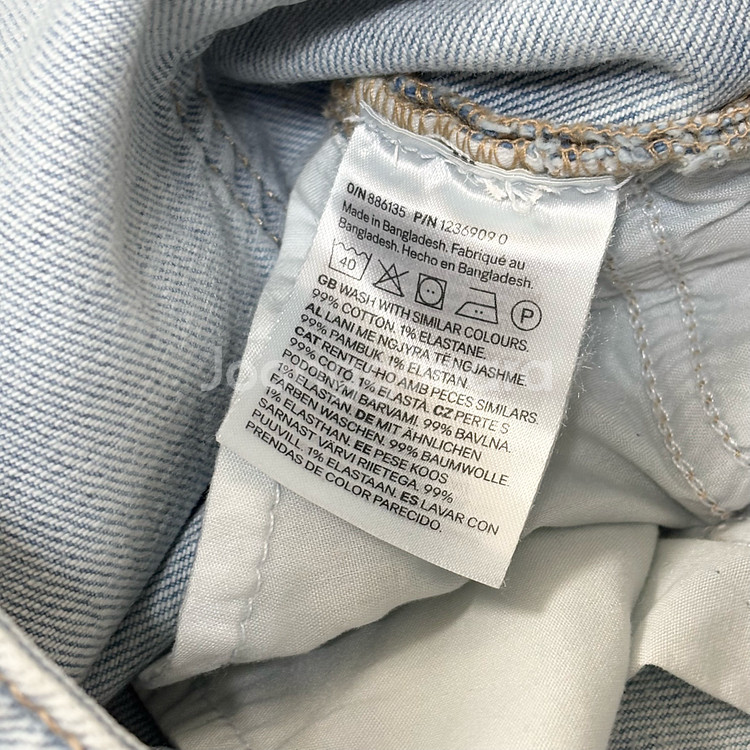 O/N 886135 P/N 1236909 0
Made in Bangladesh. Fabriqué au
Bangladesh. Hecho en Bangladesh.
40 P
GB WASH WITH SIMILAR COLOURS.
99% COTTON. 1% ELASTANE.
AL LANI ME NGJYRA TË NGJASHME.
99% PAMBUK. 1% ELASTAN.
CAT RENTEU-HO AMB PECES SIMILARS.
99% COTÓ. 1% ELASTÀ. CZ PERTE S
PODOBNÝMI BARVAMI. 99% BAVLNA.
1% ELASTAN. DE MIT ÄHNLICHEN
FARBEN WASCHEN. 99% BAUMWOLLE.
1% ELASTHAN. EE PESE KOOS
SARNAST VÄRVI RIIETEGA. 99%
PUUVILL. 1% ELASTAAN. ES LAVAR CON
PRENDAS DE COLOR PARECIDO.